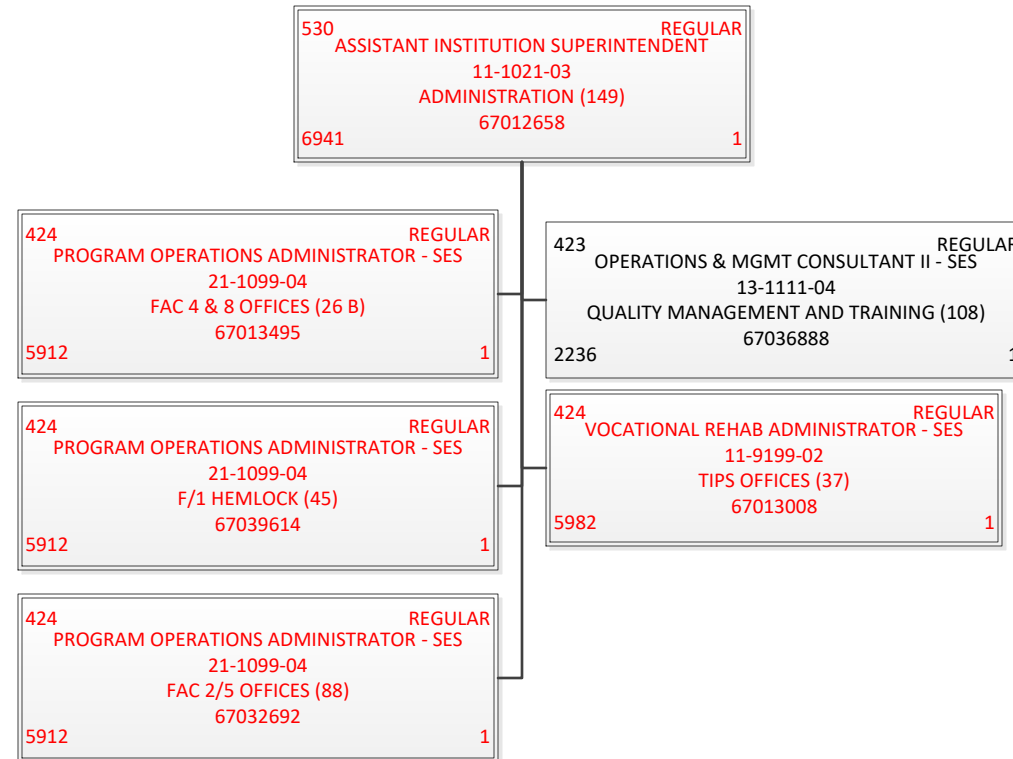 530 REGULAR
ASSISTANT INSTITUTION SUPERINTENDENT
11-1021-03
ADMINISTRATION (149)
67012658
6941 1
424 REGULAR
PROGRAM OPERATIONS ADMINISTRATOR - SES
21-1099-04
FAC 4 & 8 OFFICES (26 B)
67013495
5912 1
423 REGULAR
OPERATIONS & MGMT CONSULTANT II - SES
13-1111-04
QUALITY MANAGEMENT AND TRAINING (108)
67036888
2236 1
424 REGULAR
PROGRAM OPERATIONS ADMINISTRATOR - SES
21-1099-04
F/1 HEMLOCK (45)
67039614
5912 1
424 REGULAR
VOCATIONAL REHAB ADMINISTRATOR - SES
11-9199-02
TIPS OFFICES (37)
67013008
5982 1
424 REGULAR
PROGRAM OPERATIONS ADMINISTRATOR - SES
21-1099-04
FAC 2/5 OFFICES (88)
67032692
5912 1